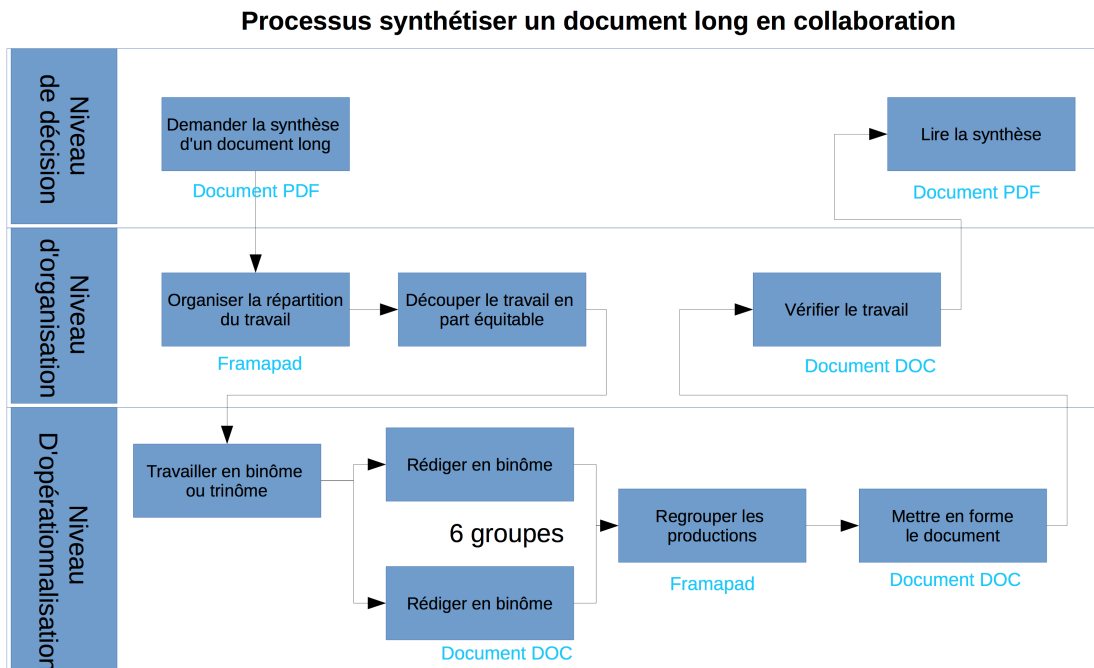 Processus synthétiser un document long en collaboration
Niveau
de décision
Demander la synthèse
d'un document long
Document PDF
Lire la synthèse
Document PDF
Niveau
d'organisation
Organiser la répartition
du travail
Framapad
Découper le travail en
part équitable
Vérifier le travail
Document DOC
Niveau
D'opérationnalisation
Travailler en binôme
ou trinôme
Rédiger en binôme
6 groupes
Rédiger en binôme
Document DOC
Regrouper les
productions
Framapad
Mettre en forme
le document
Document DOC